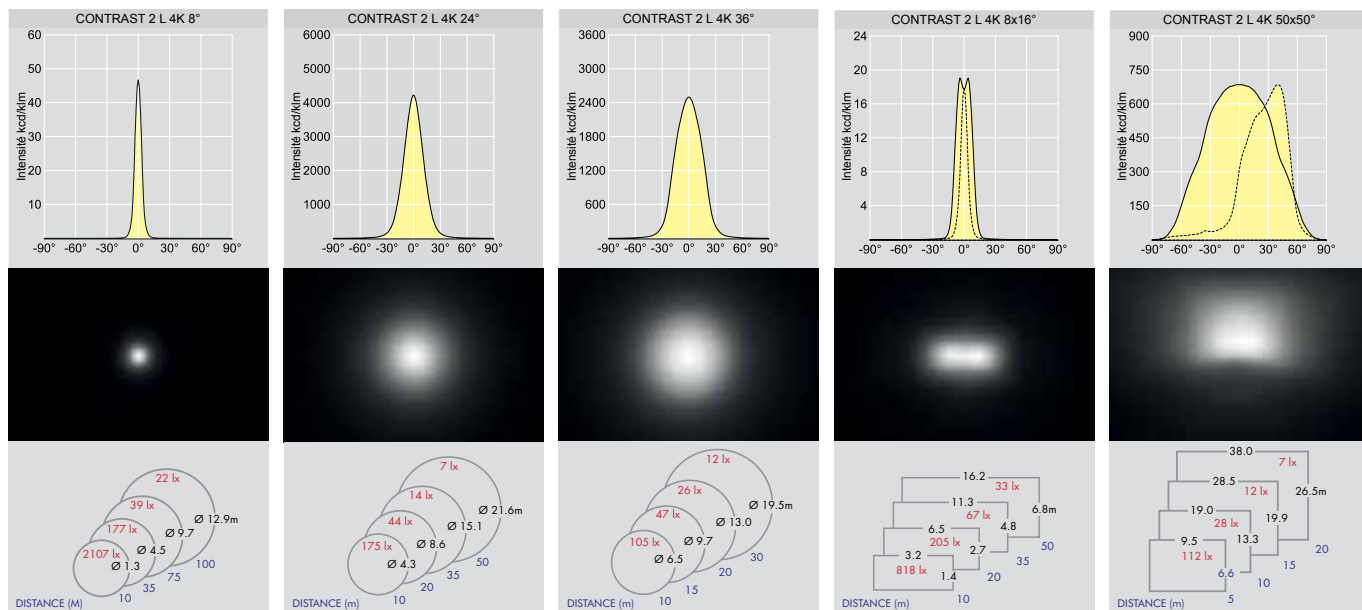 CONTRAST 2 L 4K 8°
60
50
40
30
20
10
Intensité kcd/klm
-90° -60° -30 0° 30 60° 90°
22 lx
39 lx
177 lx
2107 lx
Ø 12.9m
Ø 9.7
Ø 4.5
Ø 1.3
100
75
35
10
DISTANCE (M)
CONTRAST 2 L 4K 24°
6000
5000
4000
3000
2000
1000
Intensité kcd/klm
-90° -60° -30 0° 30 60° 90°
7 lx
14 lx
44 lx
175 lx
Ø 21.6m
Ø 15.1
Ø 8.6
Ø 4.3
50
35
20
10
DISTANCE (m)
CONTRAST 2 L 4K 36°
3600
3000
2400
1800
1200
600
Intensité kcd/klm
-90° -60° -30 0° 30 60° 90°
12 lx
26 lx
47 lx
105 lx
Ø 19.5m
Ø 13.0
Ø 9.7
Ø 6.5
30
20
15
10
DISTANCE (m)
CONTRAST 2 L 4K 8x16°
24
20
16
12
8
4
Intensité kcd/klm
-90° -60° -30 0° 30 60° 90°
16.2
33 lx
11.3
67 lx
6.8m
6.5
205 lx
4.8
3.2
818 lx
2.7
1.4
50
35
20
10
DISTANCE (m)
CONTRAST 2 L 4K 50x50°
900
750
600
450
300
150
Intensité kcd/klm
-90° -60° -30 0° 30 60° 90°
38.0
7 lx
28.5
12 lx
26.5m
19.0
28 lx
19.9
9.5
112 lx
13.3
6.6
20
15
10
5
DISTANCE (m)